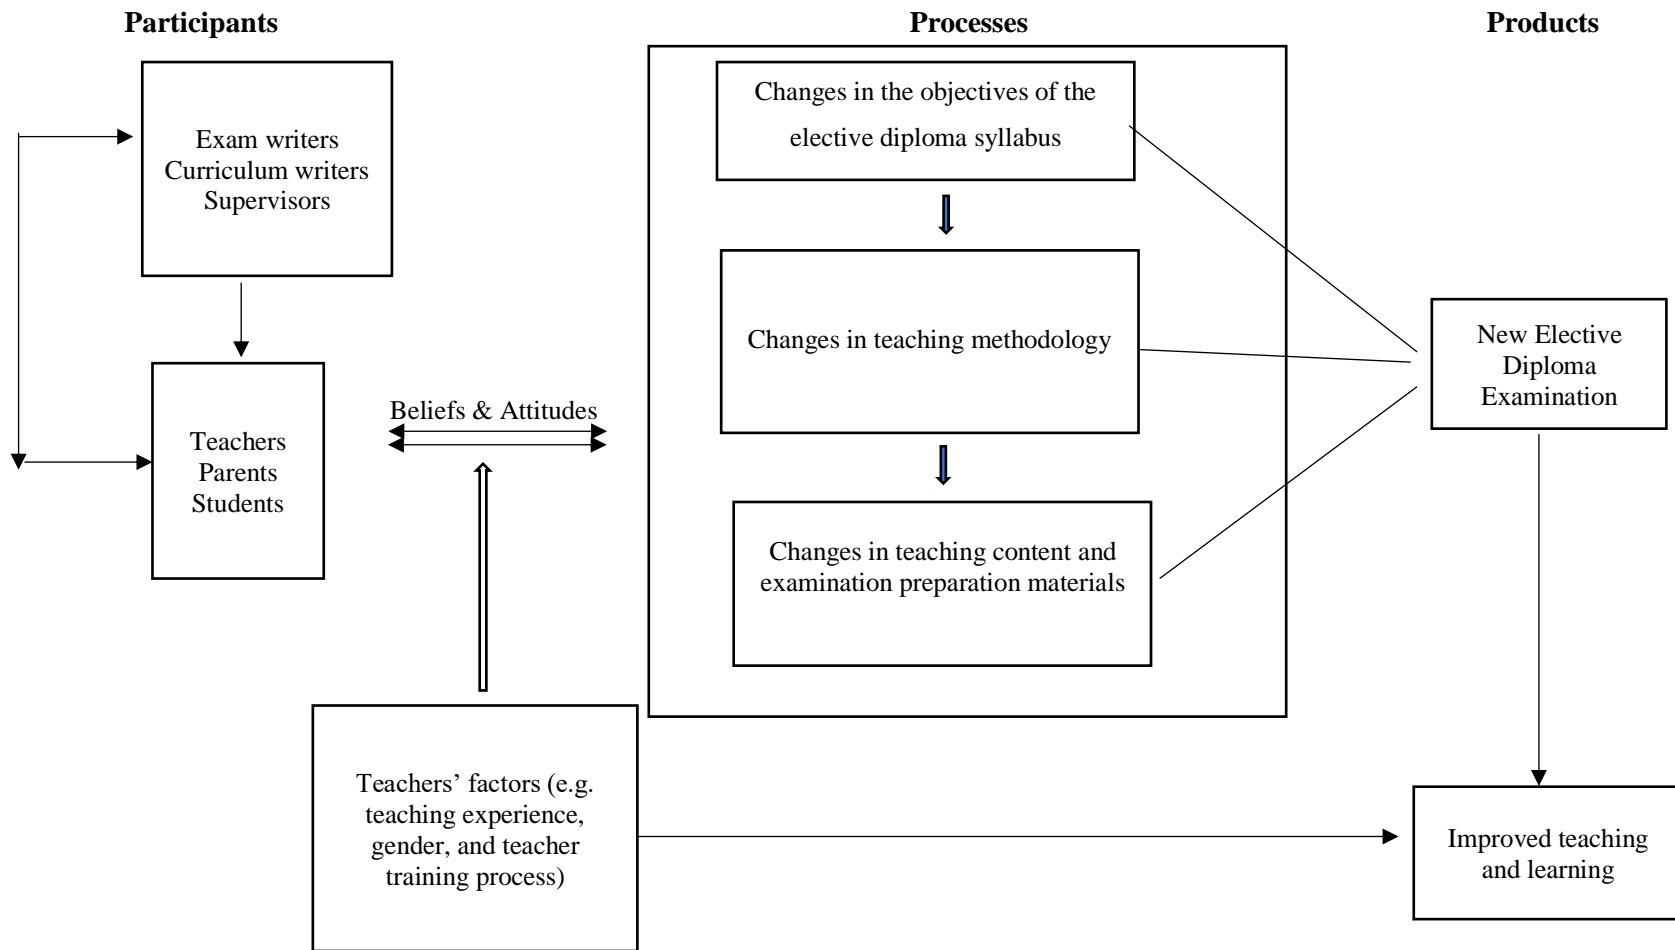 Participants
Processes
Products
Exam writers
Curriculum writers
Supervisors
Teachers
Parents
Students
Beliefs & Attitudes
Teachers’ factors (e.g.
teaching experience,
gender, and teacher
training process)
Changes in the objectives of the
elective diploma syllabus
Changes in teaching methodology
Changes in teaching content and
examination preparation materials
New Elective
Diploma
Examination
Improved teaching
and learning